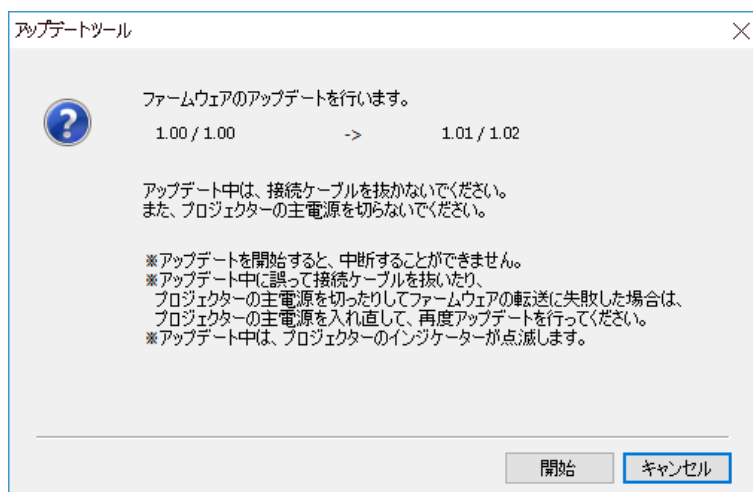 アップデートツール
ファームウェアのアップデートを行います。
1.00 / 1.00 -> 1.01 / 1.02
アップデート中は、接続ケーブルを抜かないでください。
また、プロジェクターの主電源を切らないでください。
※アップデートを開始すると、中断することができません。
※アップデート中に誤って接続ケーブルを抜いたり、
プロジェクターの主電源を切ったりしてファームウェアの転送に失敗した場合は、
プロジェクターの主電源を入れ直して、再度アップデートを行ってください。
※アップデート中は、プロジェクターのインジケーターが点滅します。
開始 キャンセル